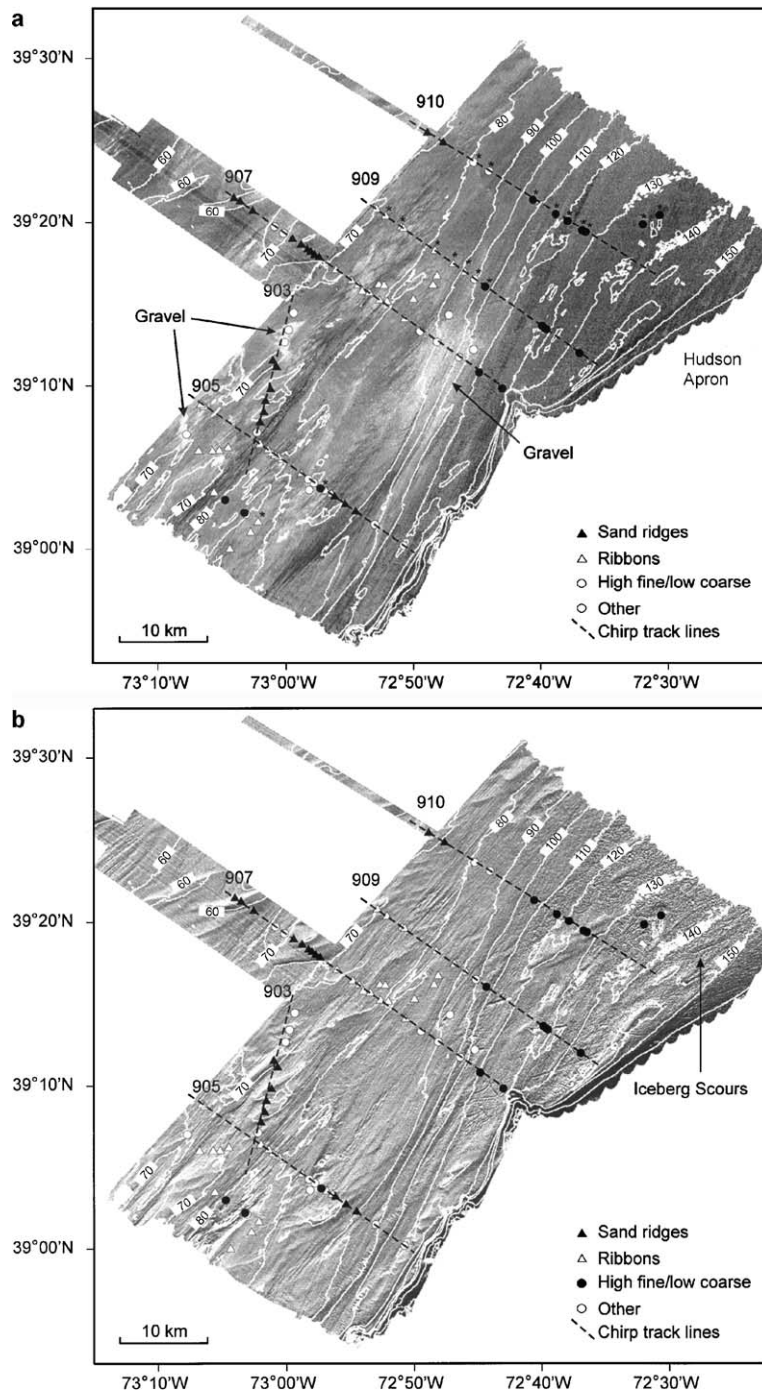 a
39°30'N
39°20'N
39°10'N
39°00'N
910
909
907
903
905
60
60
60
70
70
70
70
70
80
80
90
100
110
120
130
140
150
Gravel
Gravel
Hudson
Apron
Sand ridges
Ribbons
High fine/low coarse
Other
Chirp track lines
10 km
73°10'W
73°00'W
72°50'W
72°40'W
72°30'W
b
39°30'N
39°20'N
39°10'N
39°00'N
910
909
907
903
905
60
60
60
70
70
70
70
70
80
80
90
100
110
120
130
140
150
Iceberg Scours
Sand ridges
Ribbons
High fine/low coarse
Other
Chirp track lines
10 km
73°10'W
73°00'W
72°50'W
72°40'W
72°30'W